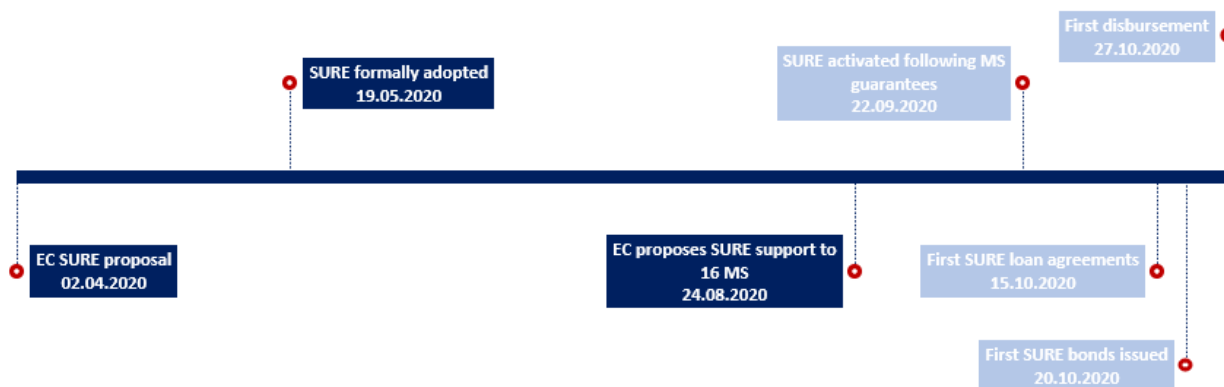 First disbursement
27.10.2020
SURE formally adopted
19.05.2020
SURE activated following MS
guarantees
22.09.2020
EC SURE proposal
02.04.2020
EC proposes SURE support to
16 MS
24.08.2020
First SURE loan agreements
15.10.2020
First SURE bonds issued
20.10.2020